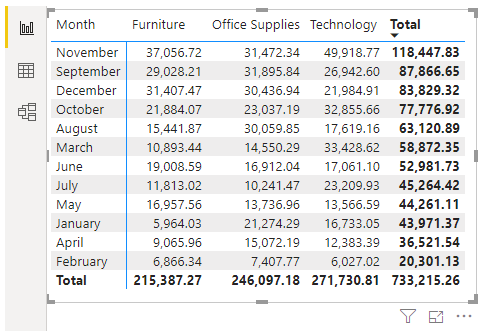 Month Furniture Office Supplies Technology Total
November 37,056.72 31,472.34 49,918.77 118,447.83
September 29,028.21 31,895.84 26,942.60 87,866.65
December 31,407.47 30,436.94 21,984.91 83,829.32
October 21,884.07 23,037.19 32,855.66 77,776.92
August 15,441.87 30,059.85 17,619.16 63,120.89
March 10,893.44 14,550.29 33,428.62 58,872.35
June 19,008.59 16,912.04 17,061.10 52,981.73
July 11,813.02 10,241.47 23,209.93 45,264.42
May 16,957.56 13,736.96 13,566.59 44,261.11
January 5,964.03 21,274.29 16,733.05 43,971.37
April 9,065.96 15,072.19 12,383.39 36,521.54
February 6,866.34 7,407.77 6,027.02 20,301.13
Total 215,387.27 246,097.18 271,730.81 733,215.26